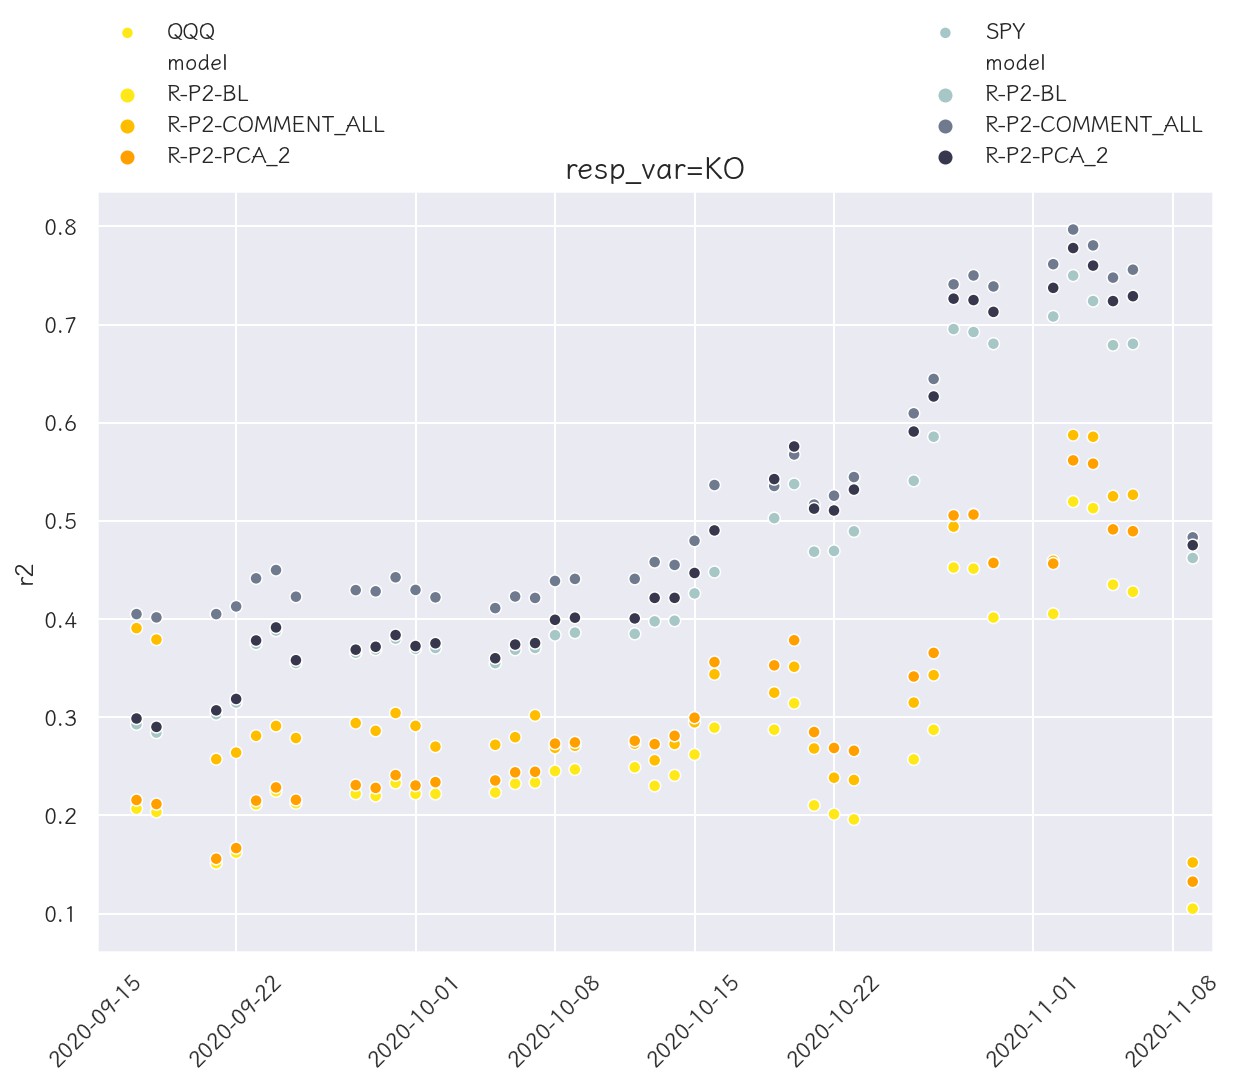 QQQ
model
R-P2-BL
R-P2-COMMENT_ALL
R-P2-PCA_2
SPY
model
R-P2-BL
R-P2-COMMENT_ALL
R-P2-PCA_2
resp_var=KO
0.8
0.7
0.6
0.5
0.4
0.3
0.2
0.1
r2
2020-09-15
2020-09-22
2020-10-01
2020-10-08
2020-10-15
2020-10-22
2020-11-01
2020-11-08